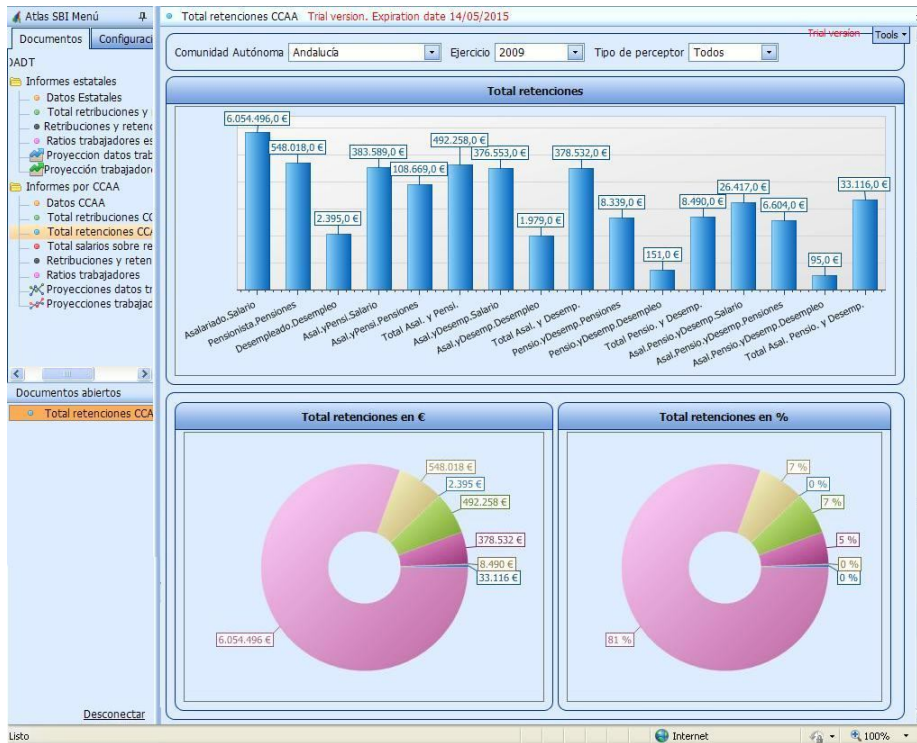 Atlas SBI Menú
Total retenciones CCAA Trial version. Expiration date 14/05/2015
Trial version
Tools
Documentos Configuraci
DADT
Informes estatales
Datos Estatales
Total retribuciones y
Retribuciones y retenc
Ratios trabajadores es
Proyeccion datos trab
Proyección trabajador
Informes por CCAA
Datos CCAA
Total retribuciones CC
Total retenciones CCA
Total salarios sobre re
Retribuciones y reten
Ratios trabajadores
Proyecciones datos tr
Proyecciones trabajad
Documentos abiertos
Total retenciones CCA
Desconectar
Comunidad Autónoma Andalucía Ejercicio 2009 Tipo de perceptor Todos
Total retenciones
6.054.496,0 €
548.018,0 €
2.395,0 €
383.589,0 €
108.669,0 €
492.258,0 €
376.553,0 €
1.979,0 €
378.532,0 €
8.339,0 €
151,0 €
8.490,0 €
26.417,0 €
6.604,0 €
95,0 €
33.116,0 €
Asalariado.Salario
Pensionista.Pensiones
Desempleado.Desempleo
Asal.yPensi.Salario
Asal.yPensi.Pensiones
Total Asal. y Pensi.
Asal.yDesemp.Salario
Asal.yDesemp.Desempleo
Total Asal. y Desemp.
Pensio.yDesemp.Pensiones
Pensio.yDesemp.Desempleo
Total Pensio. y Desemp.
Asal.Pensio.yDesemp.Salario
Asal.Pensio.yDesemp.Pensiones
Asal.Pensio.yDesemp.Desempleo
Total Asal. Pensio. y Desemp.
Total retenciones en €
548.018 €
2.395 €
492.258 €
378.532 €
8.490 €
33.116 €
6.054.496 €
Total retenciones en %
7 %
0 %
7 %
5 %
0 %
0 %
81 %
Listo
Internet
100%